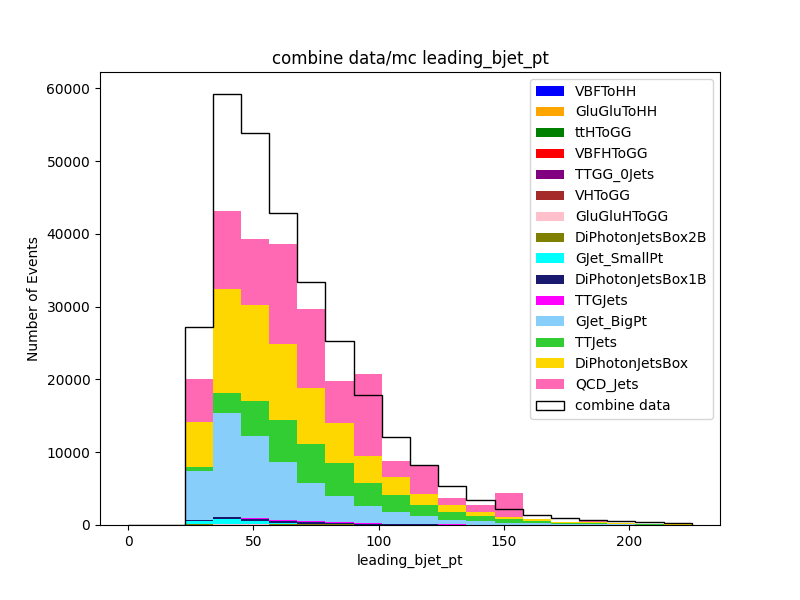 combine data/mc leading_bjet_pt
Number of Events
60000
50000
40000
30000
20000
10000
0
0
50
100
150
200
leading_bjet_pt
VBFToHH
GluGluToHH
ttHToGG
VBFHToGG
TTGG_0Jets
VHToGG
GluGluHToGG
DiPhotonJetsBox2B
GJet_SmallPt
DiPhotonJetsBox1B
TTGJets
GJet_BigPt
TTJets
DiPhotonJetsBox
QCD_Jets
combine data